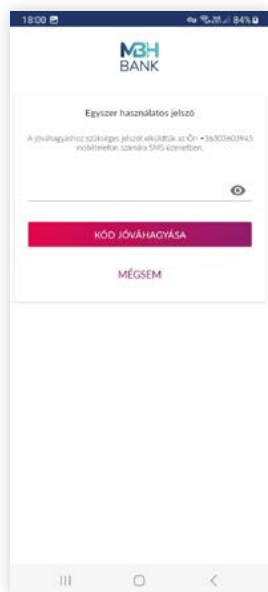 18:00 84%
MBH
BANK
Egyszer használatos jelszó
A jóváhagyáshoz szükséges jelszót elküldtük az Ön +36303603945
mobiltelefon számára SMS üzenetben.
KÓD JÓVÁHAGYÁSA
MÉGSEM